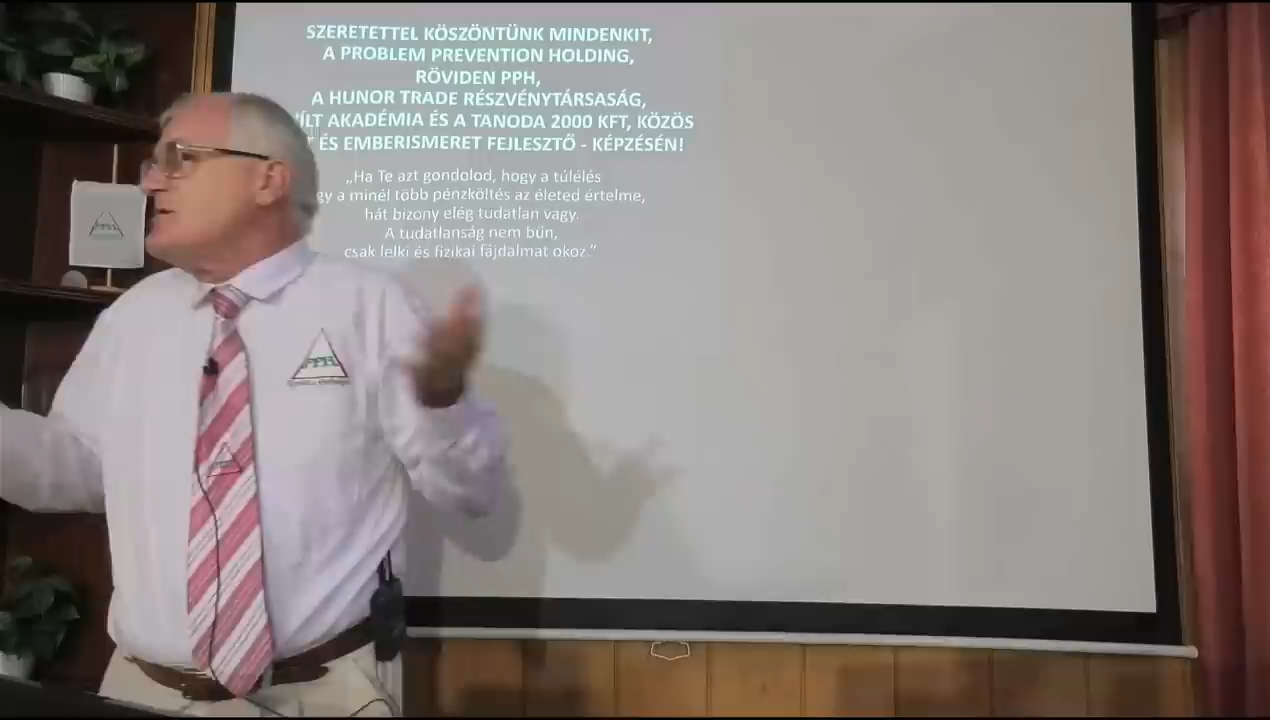 SZERETETTEL KÖSZÖNTÜNK MINDENKIT,
A PROBLEM PREVENTION HOLDING,
RÖVIDEN PPH,
A HUNOR TRADE RÉSZVÉNYTÁRSASÁG,
AKADÉMIA ÉS A TANODA 2000 KFT, KÖZÖS
ÉS EMBERISMERET FEJLESZTŐ - KÉPZÉSÉN!
„Ha Te azt gondolod, hogy a túlélés
a minél több pénzköltés az életed értelme,
hát bizony elég tudatlan vagy.
A tudatlanság nem bűn,
csak lelki és fizikai fájdalmat okoz.”
PPH